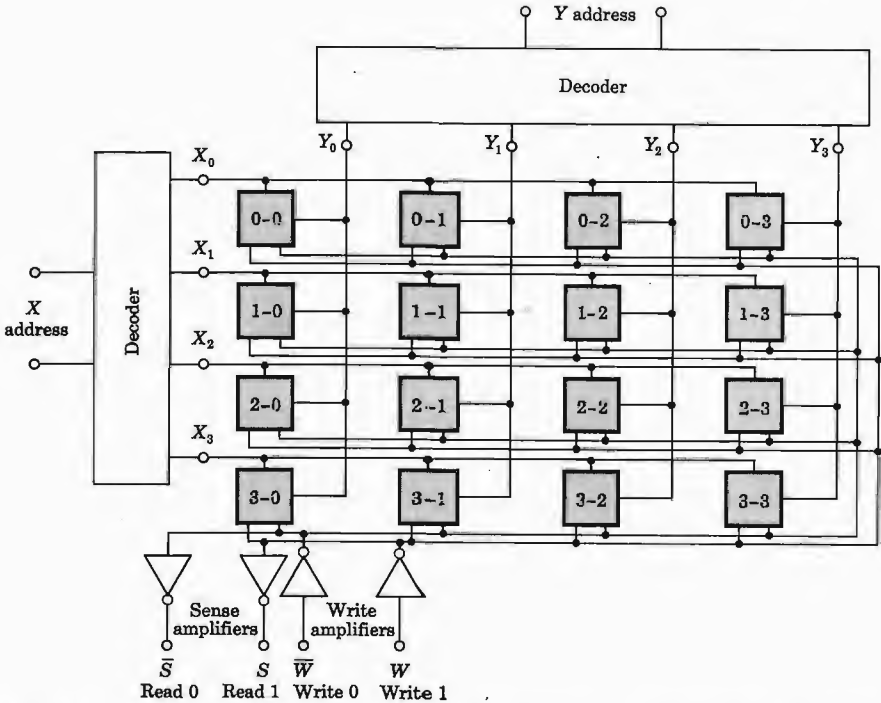 Y address
Decoder
Y0 Y1 Y2 Y3
X0
0-0 0-1 0-2 0-3
X1
X
address
Decoder
1-0 1-1 1-2 1-3
X2
2-0 2-1 2-2 2-3
X3
3-0 3-1 3-2 3-3
Sense
amplifiers
Write
amplifiers
S̅ S W̅ W
Read 0 Read 1 Write 0 Write 1